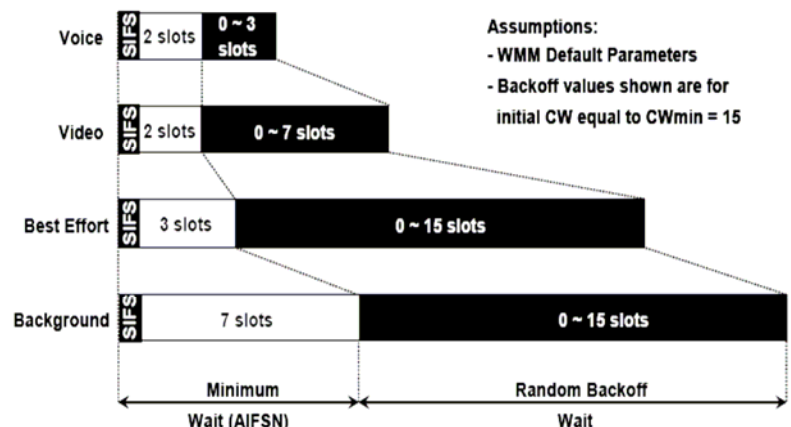 Voice SIFS 2 slots 0 ~ 3 slots
Assumptions:
- WMM Default Parameters
- Backoff values shown are for
initial CW equal to CWmin = 15
Video SIFS 2 slots 0 ~ 7 slots
Best Effort SIFS 3 slots 0 ~ 15 slots
Background SIFS 7 slots 0 ~ 15 slots
Minimum
Wait (AIFSN)
Random Backoff
Wait